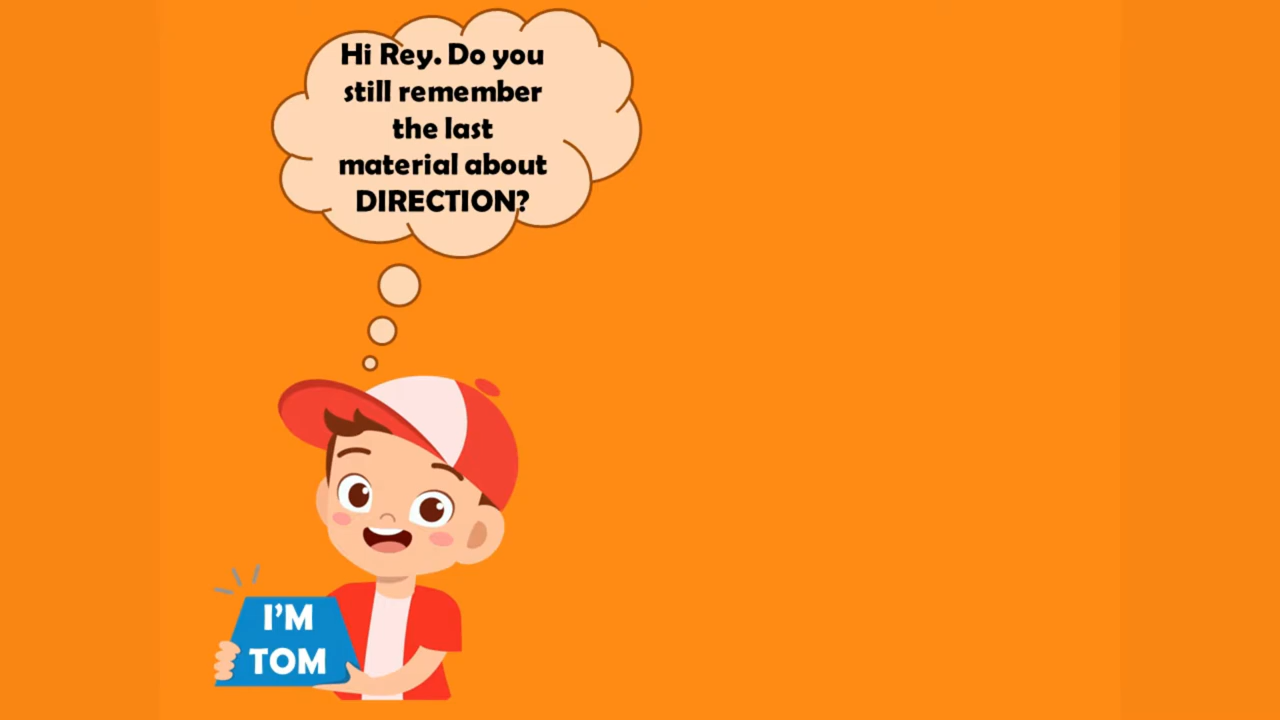 Hi Rey. Do you
still remember
the last
material about
DIRECTION?
I'M
TOM